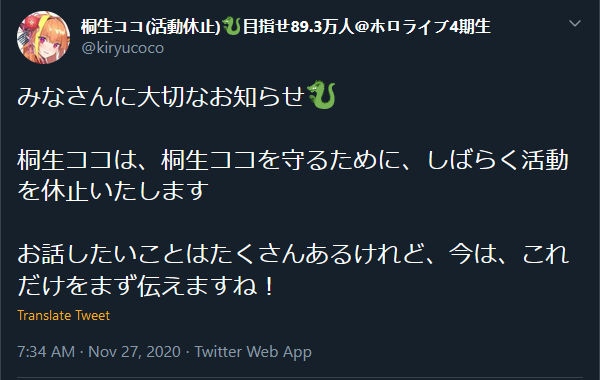 桐生ココ(活動休止)🐉目指せ89.3万人@ホロライブ4期生
@kiryucoco
みなさんに大切なお知らせ🐉
桐生ココは、桐生ココを守るために、しばらく活動
を休止いたします
お話したいことはたくさんあるけれど、今は、これ
だけをまず伝えますね！
Translate Tweet
7:34 AM · Nov 27, 2020 · Twitter Web App